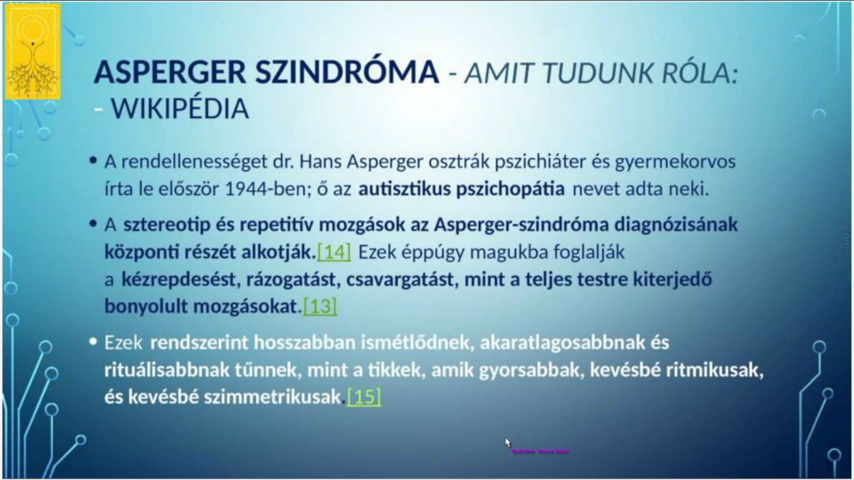 ASPERGER SZINDRÓMA - AMIT TUDUNK RÓLA:
- WIKIPÉDIA
• A rendellenességet dr. Hans Asperger osztrák pszichiáter és gyermekorvos
írta le először 1944-ben; ő az autisztikus pszichopátia nevet adta neki.
• A sztereotip és repetitív mozgások az Asperger-szindróma diagnózisának
központi részét alkotják.[14] Ezek éppúgy magukba foglalják
a kézrepdesést, rázogatást, csavargatást, mint a teljes testre kiterjedő
bonyolult mozgásokat.[13]
• Ezek rendszerint hosszabban ismétlődnek, akaratlagosabbnak és
rituálisabbnak tűnnek, mint a tikkek, amik gyorsabbak, kevésbé ritmikusak,
és kevésbé szimmetrikusak.[15]